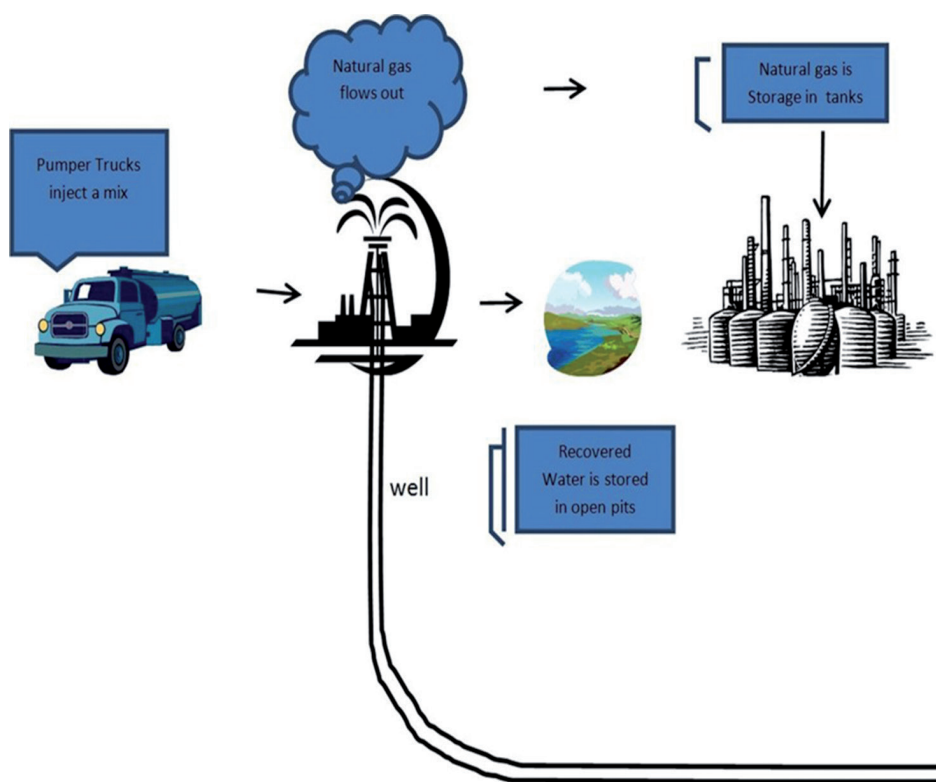 Natural gas
flows out
Natural gas is
Storage in  tanks
Pumper Trucks
inject a mix
well
Recovered
Water is stored
in open pits